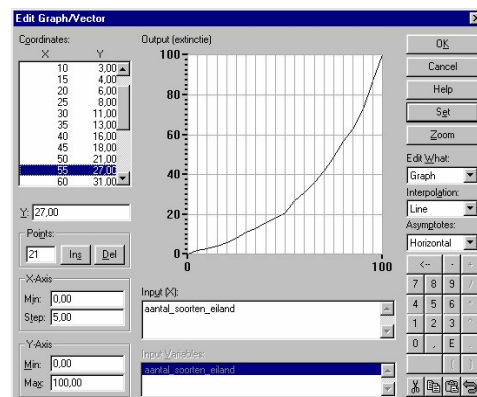 Edit Graph/Vector
Coordinates:
X Y
10 3,00
15 4,00
20 6,00
25 8,00
30 11,00
35 13,00
40 16,00
45 18,00
50 21,00
55 27,00
60 31,00
Y: 27,00
Points:
21 Ins Del
X-Axis
Min: 0,00
Step: 5,00
Y-Axis
Min: 0,00
Max: 100,00
Output (extinctie)
100
80
60
40
20
0
0 100
Input (X):
aantal_soorten_eiland
Input Variables:
aantal_soorten_eiland
OK
Cancel
Help
Set
Zoom
Edit What:
Graph
Interpolation:
Line
Asymptotes:
Horizontal
<-- - +
7 8 9 /
4 5 6 *
1 2 3 ^
0 , E
( )